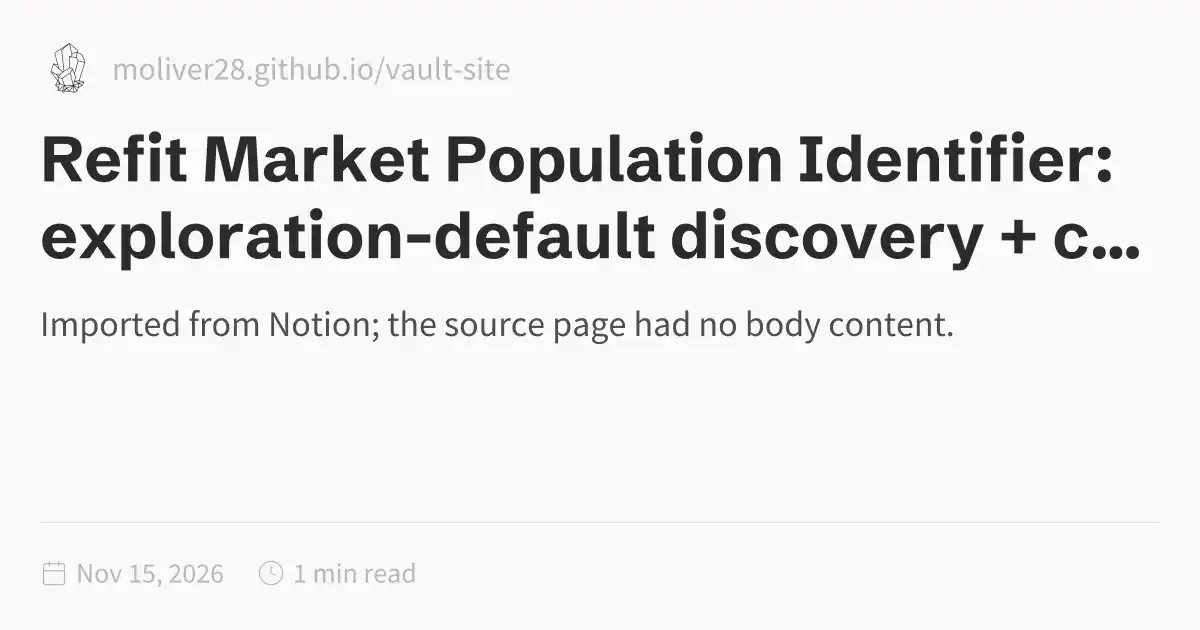 moliver28.github.io/vault-site
Refit Market Population Identifier:
exploration-default discovery + c...
Imported from Notion; the source page had no body content.
Nov 15, 2026
1 min read